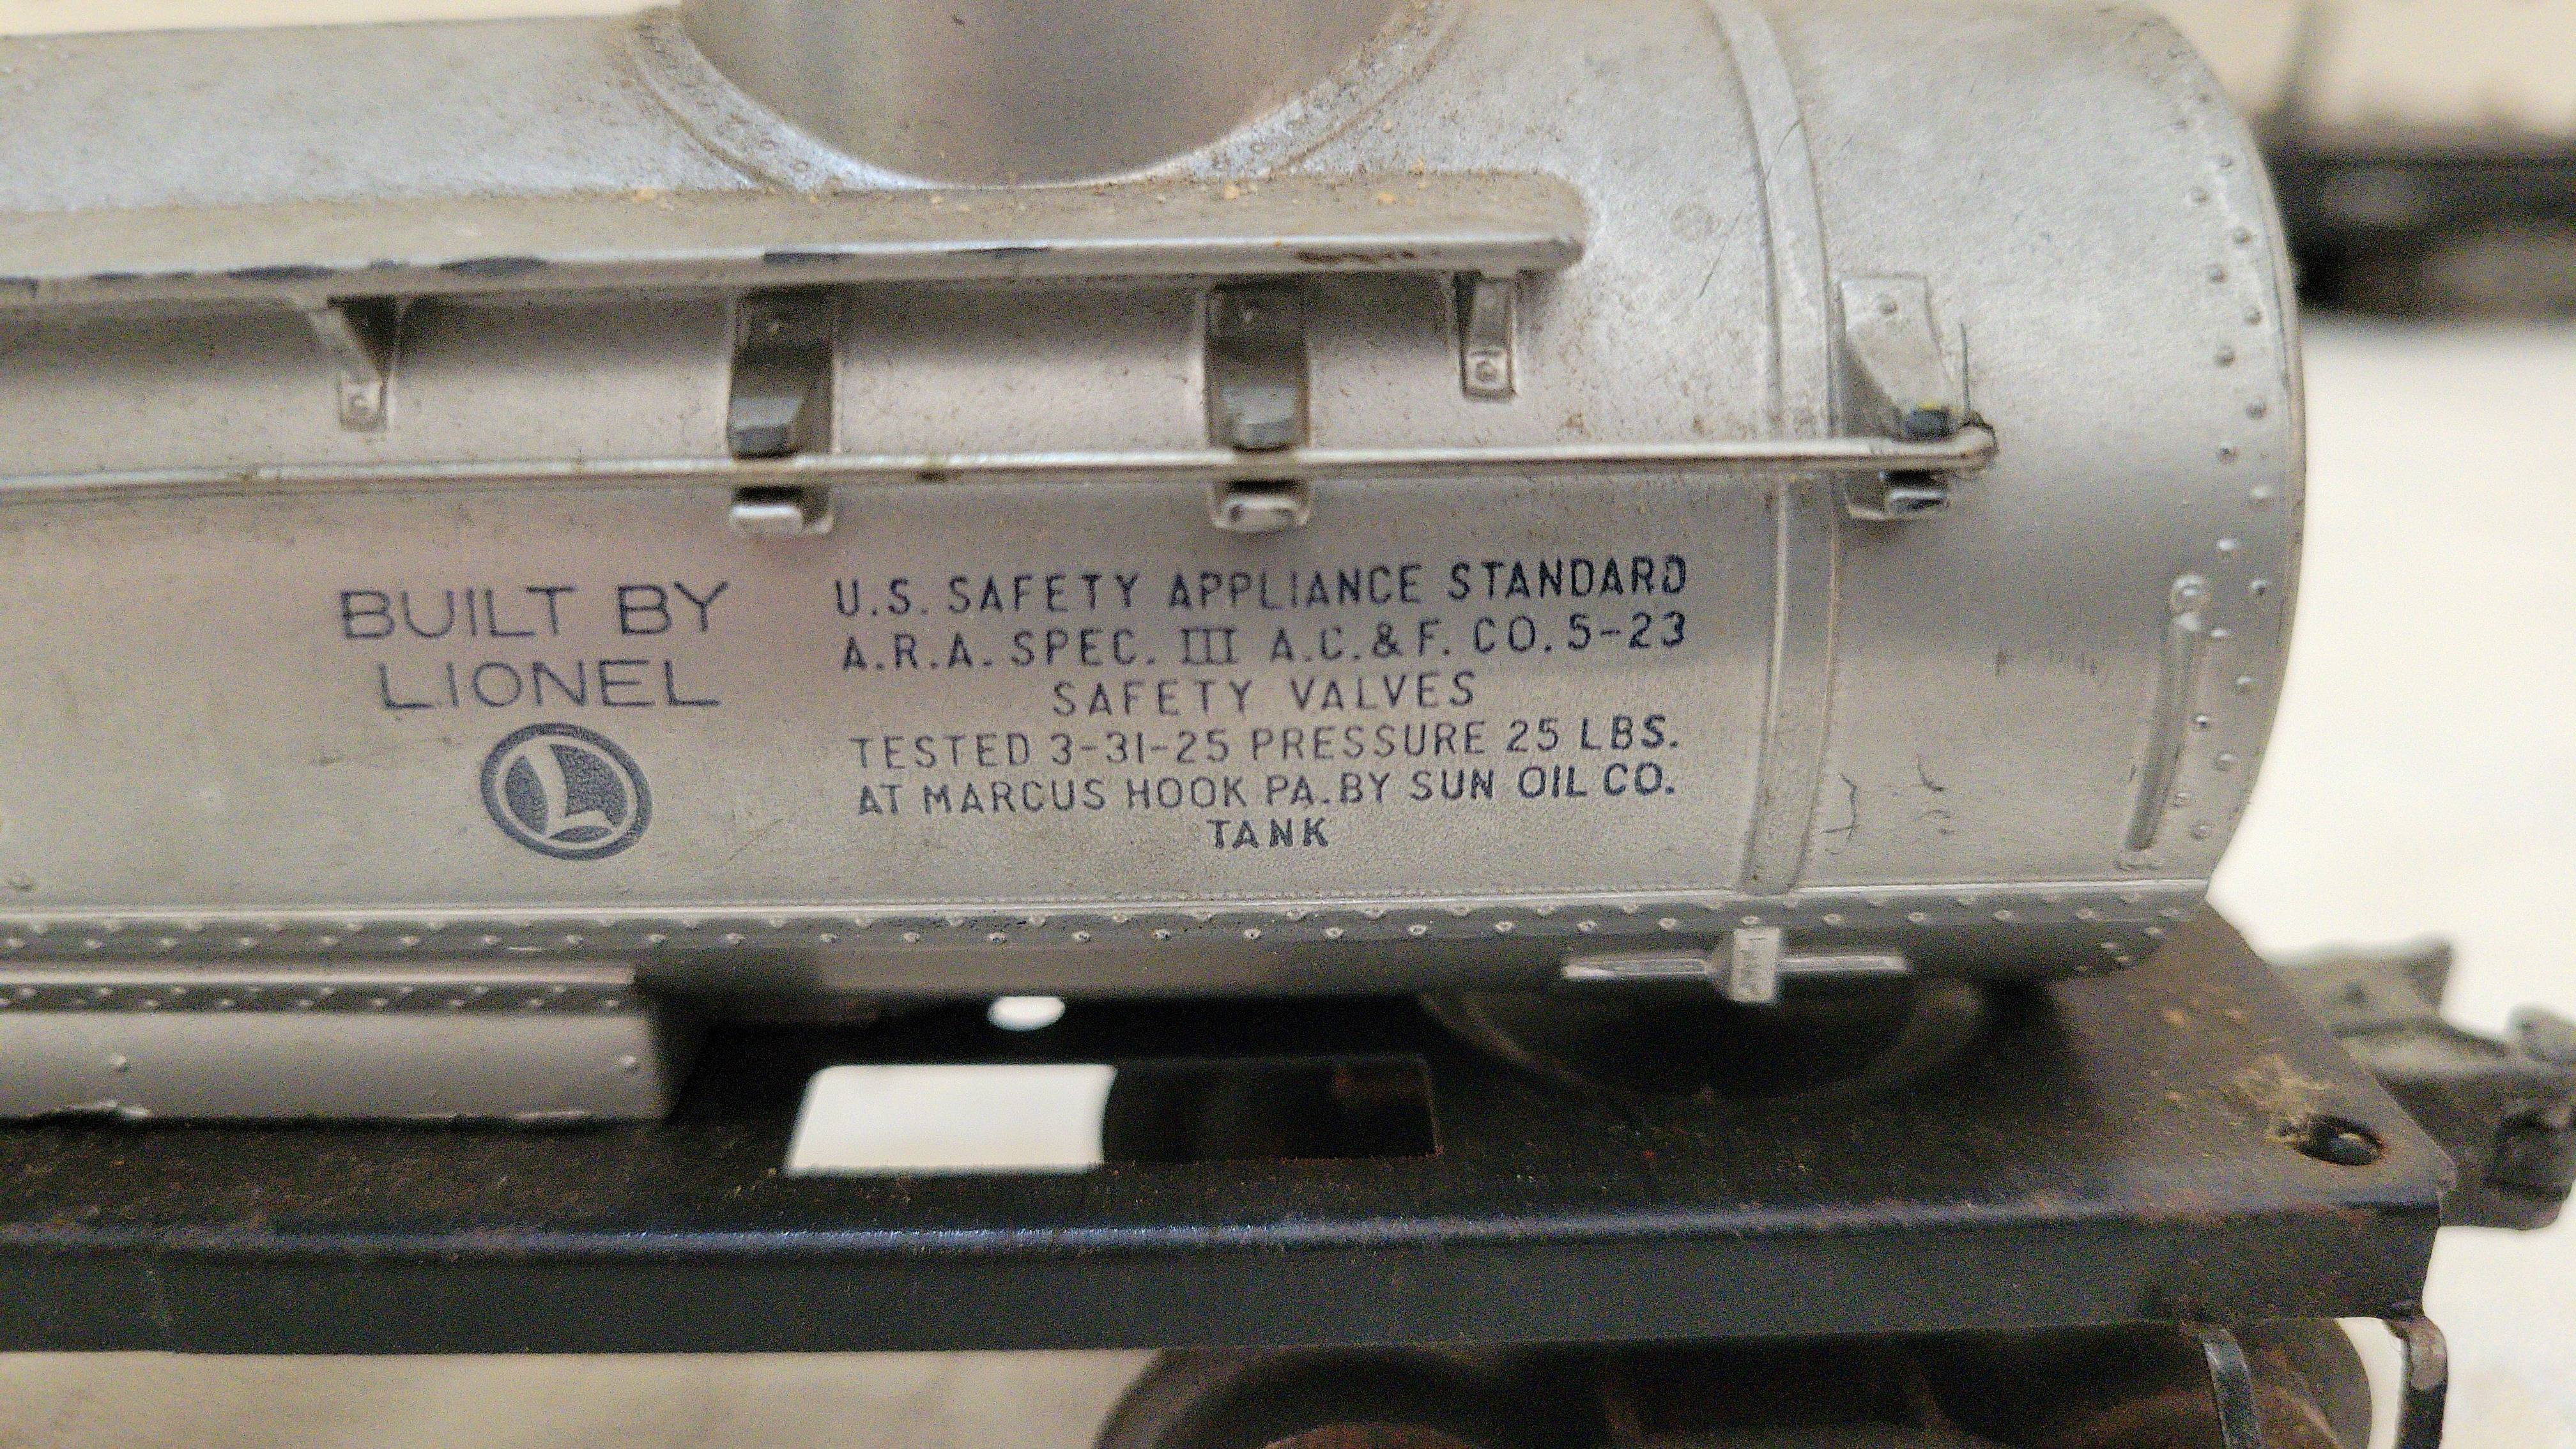 BUILT BY
LIONEL
L
U.S. SAFETY APPLIANCE STANDARD
A.R.A. SPEC. III A.C.&F. CO. 5-23
SAFETY VALVES
TESTED 3-31-25 PRESSURE 25 LBS.
AT MARCUS HOOK PA. BY SUN OIL CO.
TANK